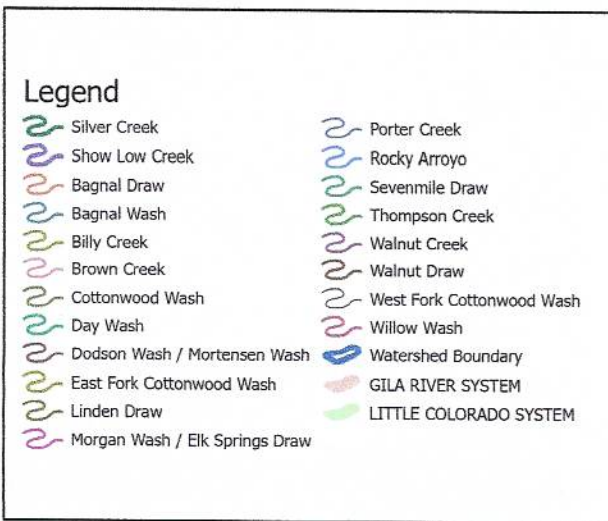 Legend
Silver Creek
Show Low Creek
Bagnal Draw
Bagnal Wash
Billy Creek
Brown Creek
Cottonwood Wash
Day Wash
Dodson Wash / Mortensen Wash
East Fork Cottonwood Wash
Linden Draw
Morgan Wash / Elk Springs Draw
Porter Creek
Rocky Arroyo
Sevenmile Draw
Thompson Creek
Walnut Creek
Walnut Draw
West Fork Cottonwood Wash
Willow Wash
Watershed Boundary
GILA RIVER SYSTEM
LITTLE COLORADO SYSTEM